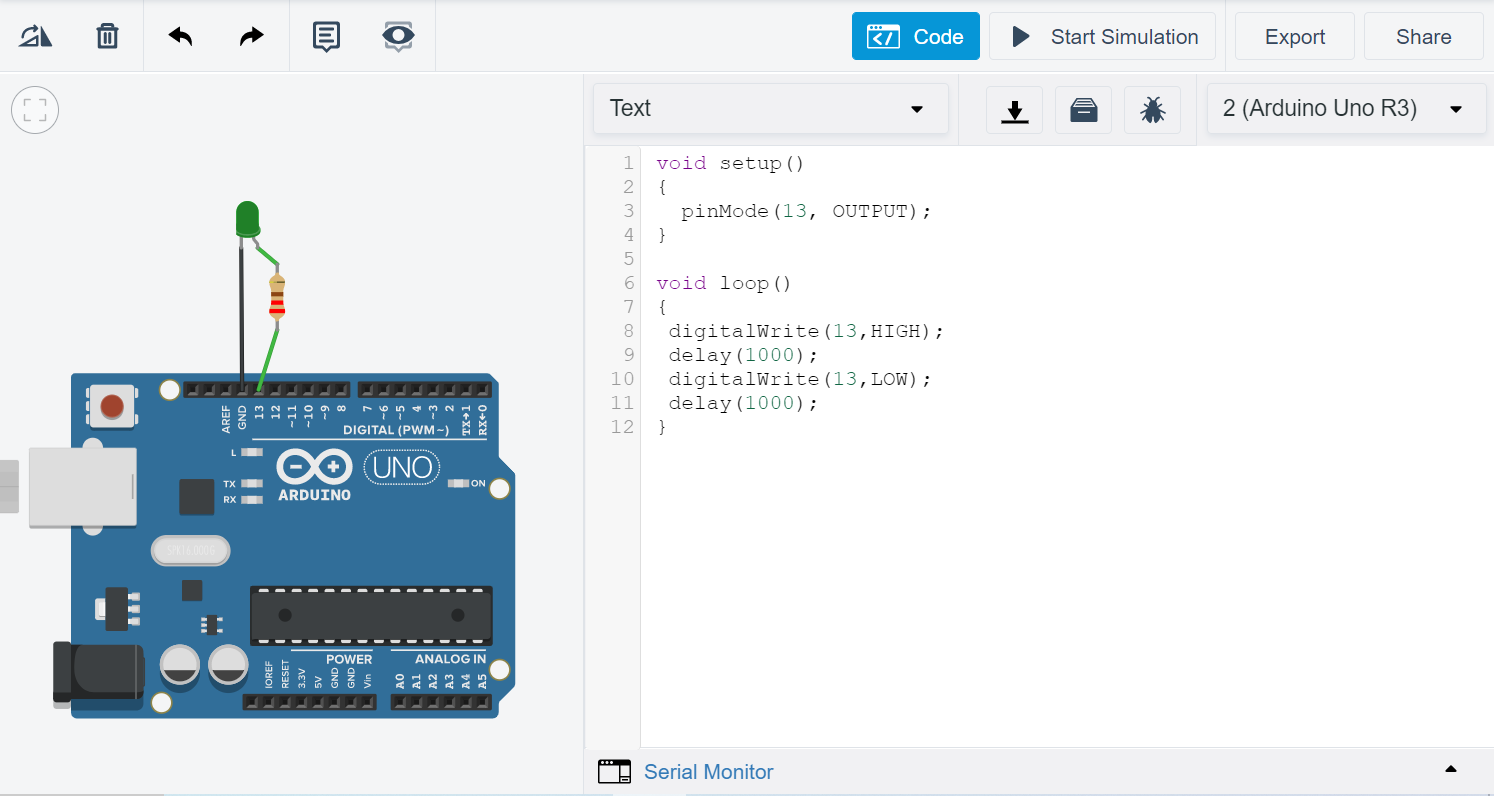 Code
Start Simulation
Export
Share
Text
2 (Arduino Uno R3)
1 void setup()
2 {
3   pinMode(13, OUTPUT);
4 }
5
6 void loop()
7 {
8  digitalWrite(13,HIGH);
9  delay(1000);
10  digitalWrite(13,LOW);
11  delay(1000);
12 }
AREF GND 13 12 ~11 ~10 ~9 8 7 ~6 ~5 4 ~3 2 TX→1 RX←0
DIGITAL (PWM~)
L
TX
RX
ARDUINO
UNO
ON
POWER
ANALOG IN
IOREF RESET 3.3V 5V GND GND Vin A0 A1 A2 A3 A4 A5
Serial Monitor